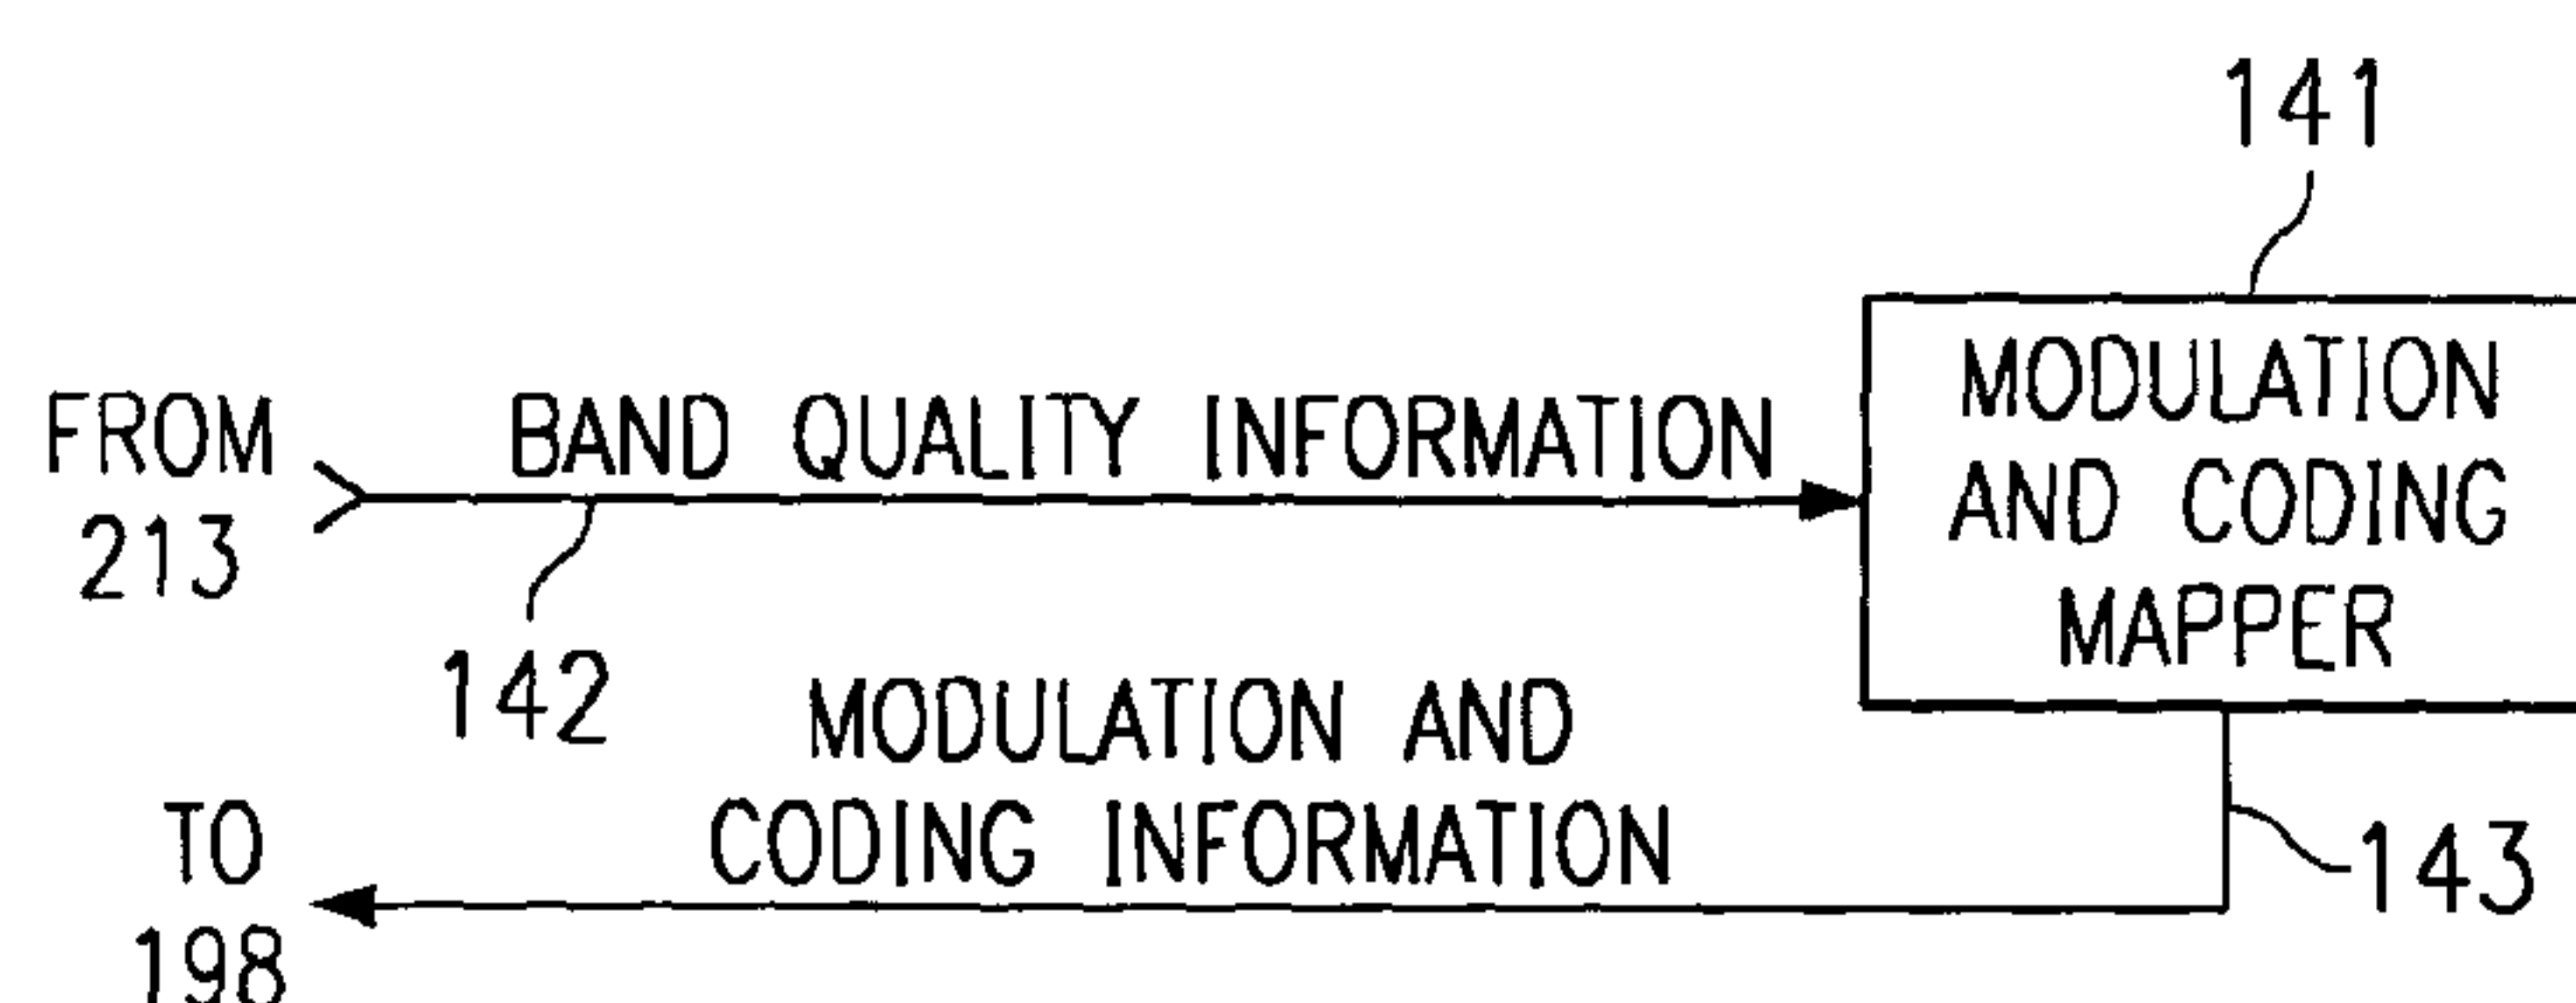 141
FROM
213
BAND QUALITY INFORMATION
142
MODULATION
AND CODING
MAPPER
MODULATION AND
CODING INFORMATION
143
TO
198